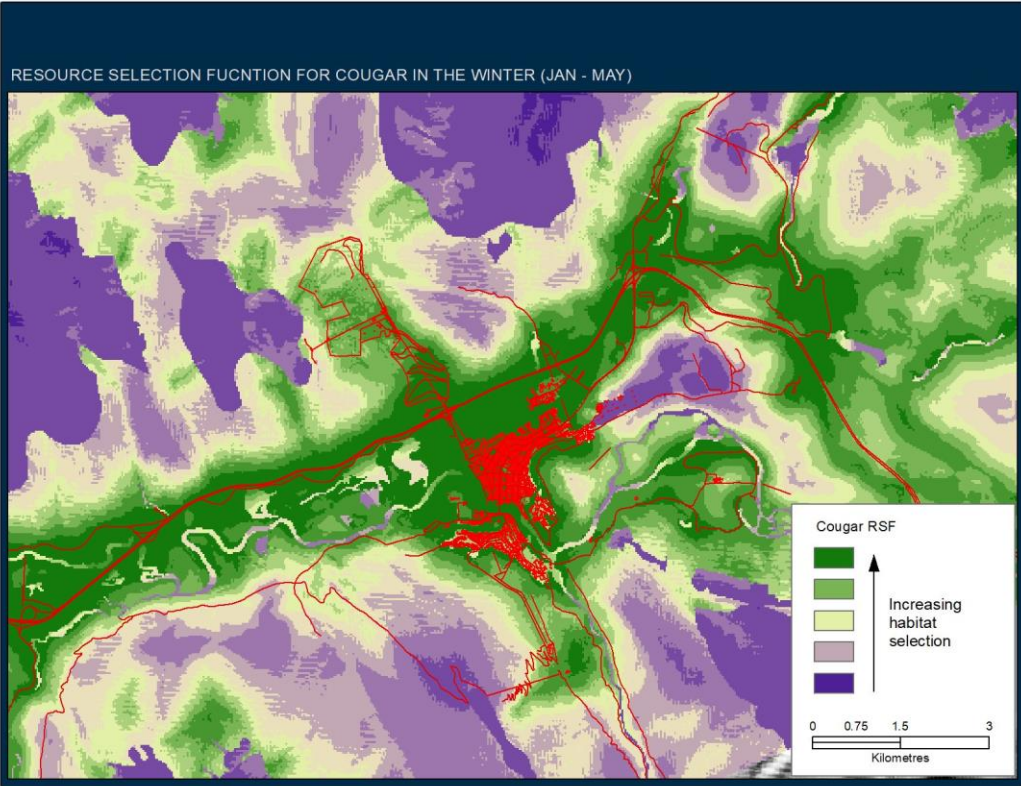 RESOURCE SELECTION FUCNTION FOR COUGAR IN THE WINTER (JAN - MAY)
Cougar RSF
Increasing
habitat
selection
0 0.75 1.5 3
Kilometres